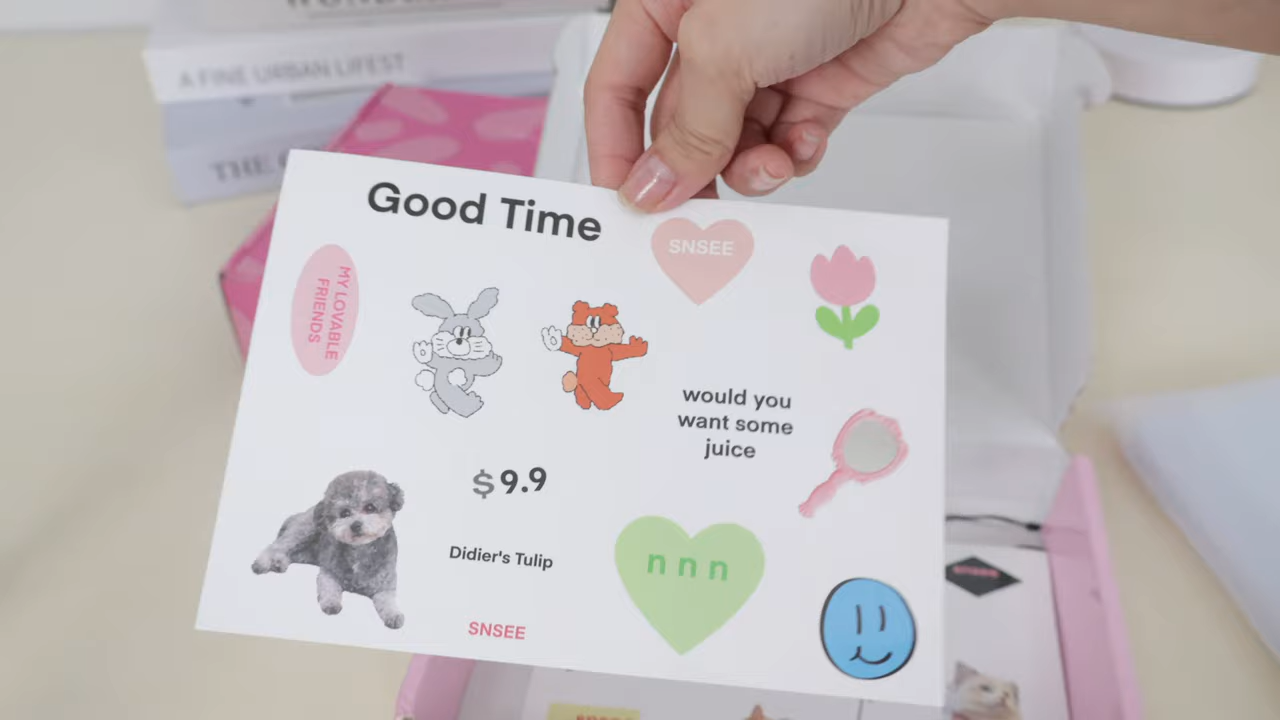 A FINE URBAN LIFEST
THE
Good Time
SNSEE
MY LOVABLE
FRIENDS
would you
want some
juice
$9.9
Didier's Tulip
n n n
SNSEE